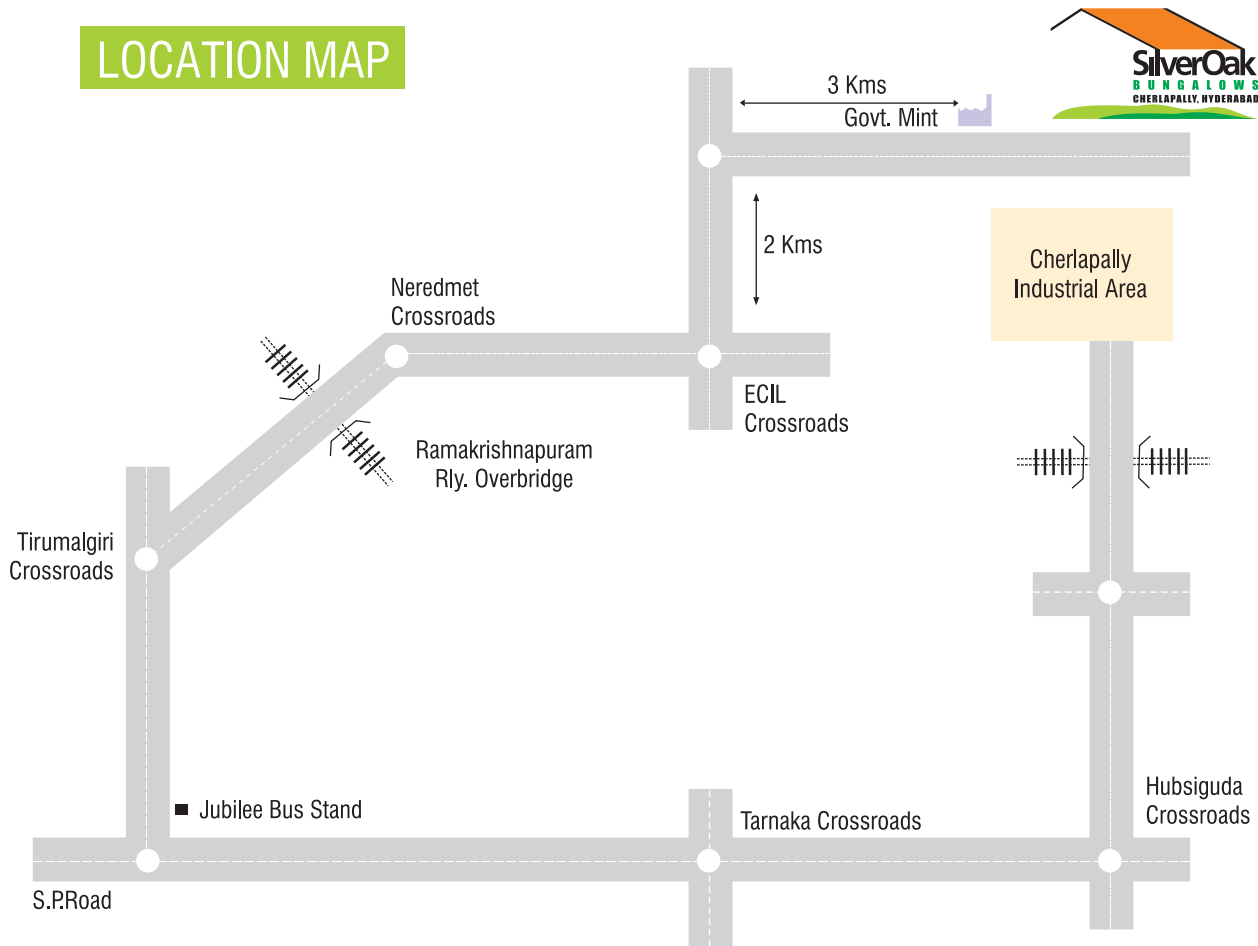 LOCATION MAP
SilverOak
BUNGALOWS
CHERLAPALLY, HYDERABAD
3 Kms
Govt. Mint
2 Kms
Cherlapally
Industrial Area
Neredmet
Crossroads
ECIL
Crossroads
Ramakrishnapuram
Rly. Overbridge
Tirumalgiri
Crossroads
Jubilee Bus Stand
Tarnaka Crossroads
Hubsiguda
Crossroads
S.P.Road